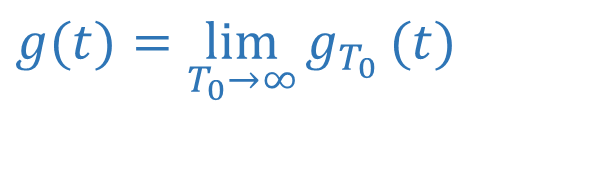 g(t) = lim_{T₀→∞} g_{T₀} (t)